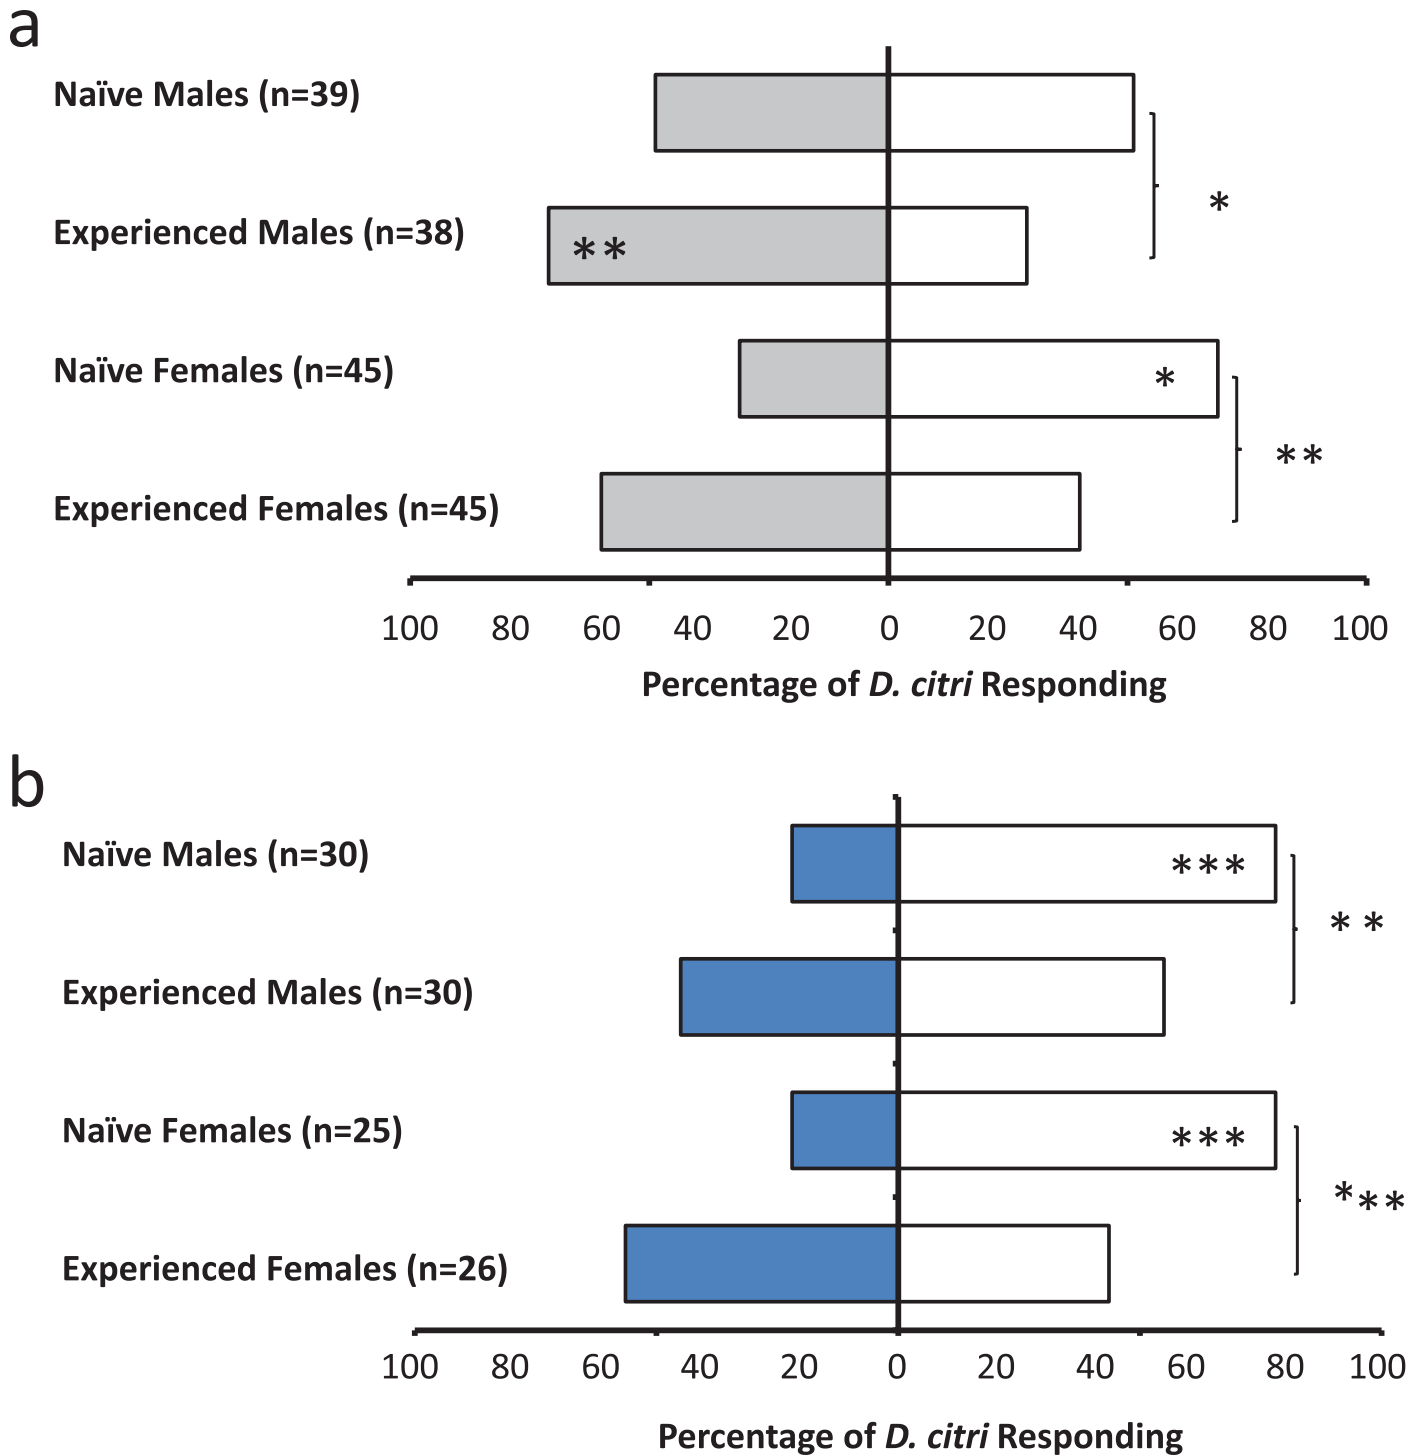 a
Naïve Males (n=39)
*
Experienced Males (n=38)
**
Naïve Females (n=45)
*
**
Experienced Females (n=45)
100 80 60 40 20 0 20 40 60 80 100
Percentage of D. citri Responding
b
Naïve Males (n=30)
***
**
Experienced Males (n=30)
Naïve Females (n=25)
***
***
Experienced Females (n=26)
100 80 60 40 20 0 20 40 60 80 100
Percentage of D. citri Responding